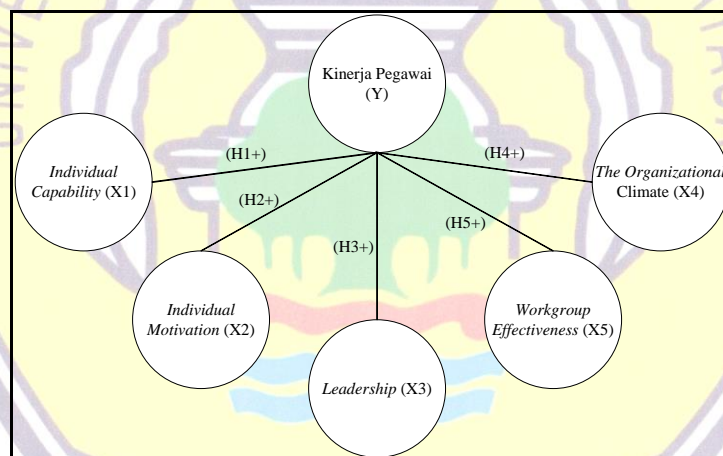 Kinerja Pegawai
(Y)
Individual
Capability (X1)
(H1+)
(H4+)
The Organizational
Climate (X4)
(H2+)
(H5+)
(H3+)
Individual
Motivation (X2)
Workgroup
Effectiveness (X5)
Leadership (X3)